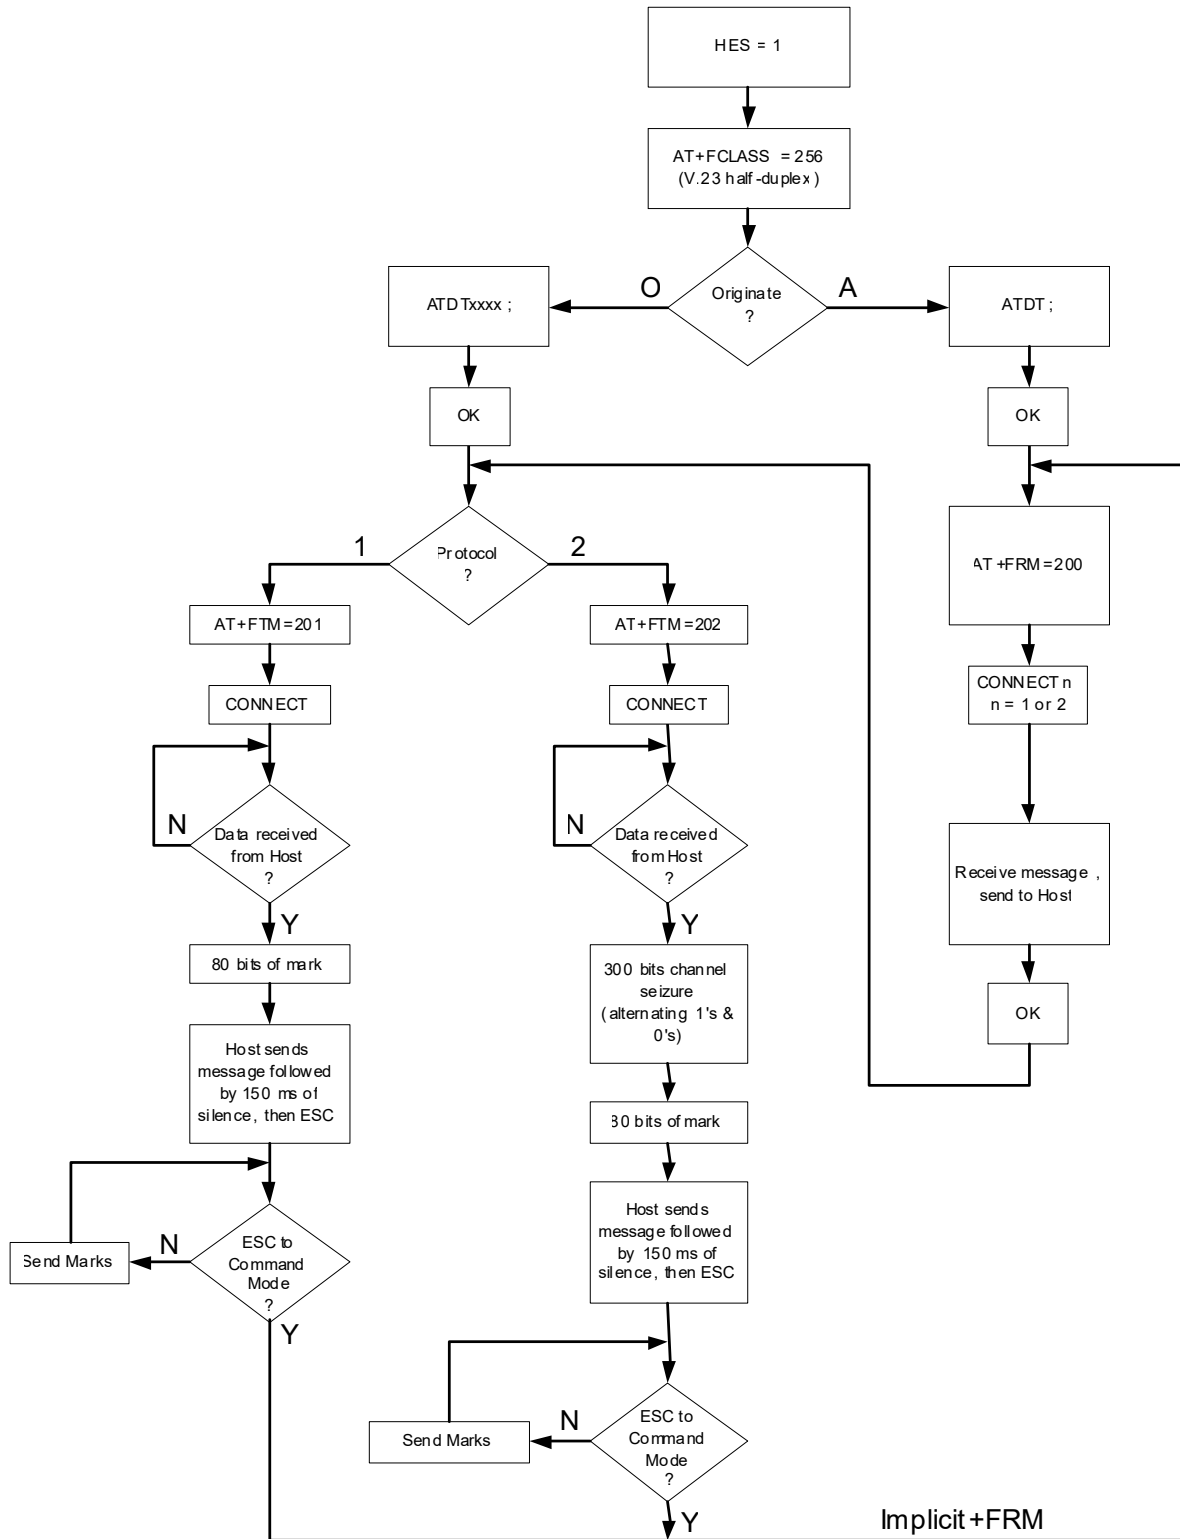 HES = 1
AT+FCLASS = 256
(V.23 half-duplex)
Originate
?
O
A
ATDTxxxx ;
ATDT ;
OK
OK
Protocol
?
1
2
AT+FTM=201
AT+FTM=202
AT+FRM=200
CONNECT
CONNECT
CONNECT n
n = 1 or 2
Data received
from Host
?
N
Y
Data received
from Host
?
N
Y
Receive message ,
send to Host
OK
80 bits of mark
300 bits channel
seizure
(alternating 1's &
0's)
Host sends
message followed
by 150 ms of
silence, then ESC
80 bits of mark
Host sends
message followed
by 150 ms of
silence, then ESC
Send Marks
N
ESC to
Command
Mode
?
Y
Send Marks
N
ESC to
Command
Mode
?
Y
Implicit +FRM